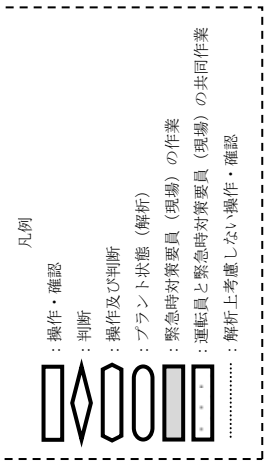 凡例
：操作・確認
：判断
：操作及び判断
：プラント状態（解析）
：緊急時対策要員（現場）の作業
：運転員と緊急時対策要員（現場）の共同作業
：解析上考慮しない操作・確認